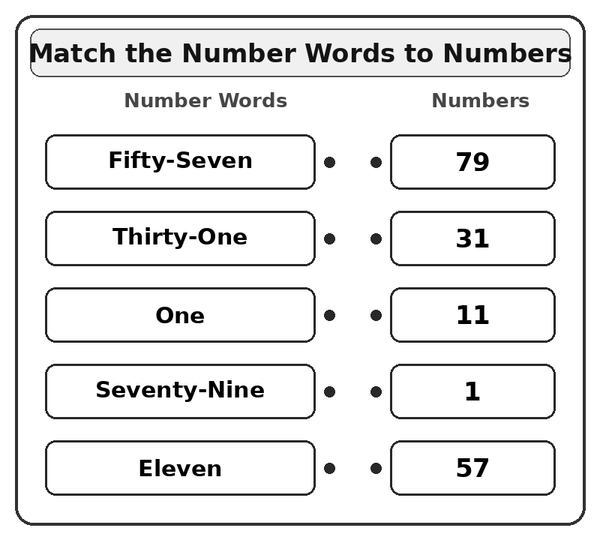 Match the Number Words to Numbers
Number Words Numbers
Fifty-Seven 79
Thirty-One 31
One 11
Seventy-Nine 1
Eleven 57